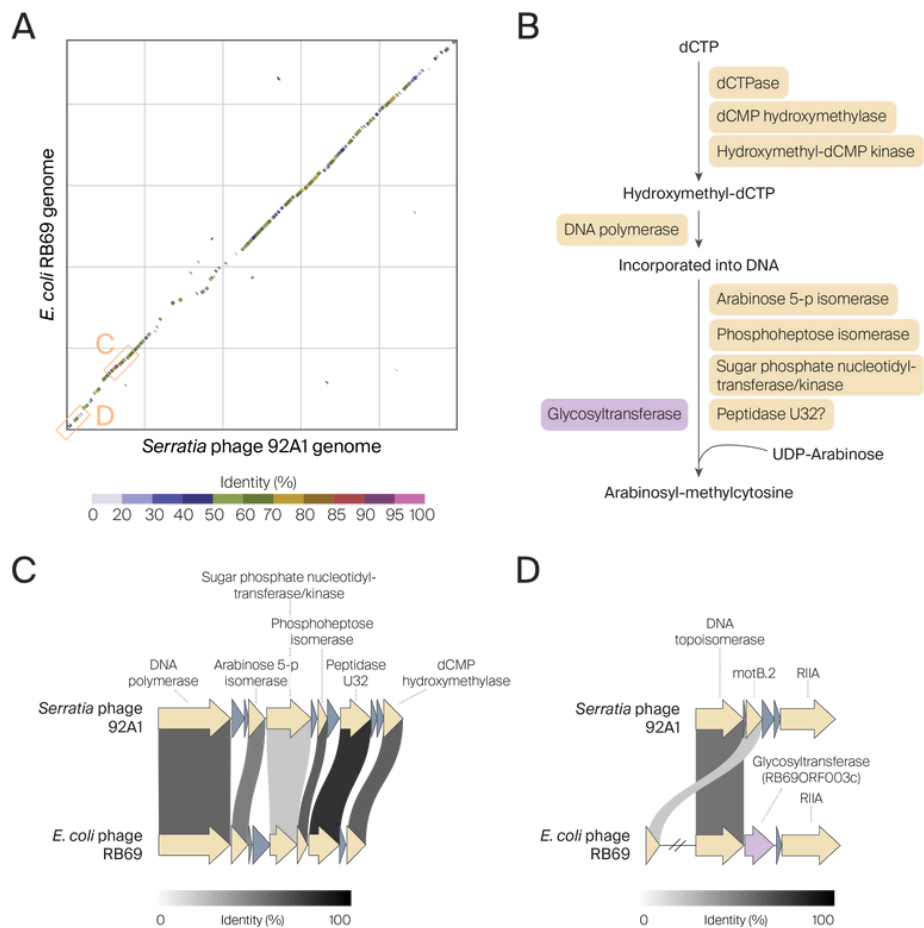 A
E. coli RB69 genome
C
D
Serratia phage 92A1 genome
Identity (%)
0 20 30 40 50 60 70 80 85 90 95 100
B
dCTP
dCTPase
dCMP hydroxymethylase
Hydroxymethyl-dCMP kinase
Hydroxymethyl-dCTP
DNA polymerase
Incorporated into DNA
Arabinose 5-p isomerase
Phosphoheptose isomerase
Sugar phosphate nucleotidyl-
transferase/kinase
Glycosyltransferase
Peptidase U32?
UDP-Arabinose
Arabinosyl-methylcytosine
C
Sugar phosphate nucleotidyl-
transferase/kinase
Phosphoheptose
isomerase
DNA
polymerase
Arabinose 5-p
isomerase
Peptidase
U32
dCMP
hydroxymethylase
Serratia phage
92A1
E. coli phage
RB69
0 Identity (%) 100
D
DNA
topoisomerase
motB.2
RIIA
Serratia phage
92A1
Glycosyltransferase
(RB69ORF003c)
RIIA
E. coli phage
RB69
0 Identity (%) 100